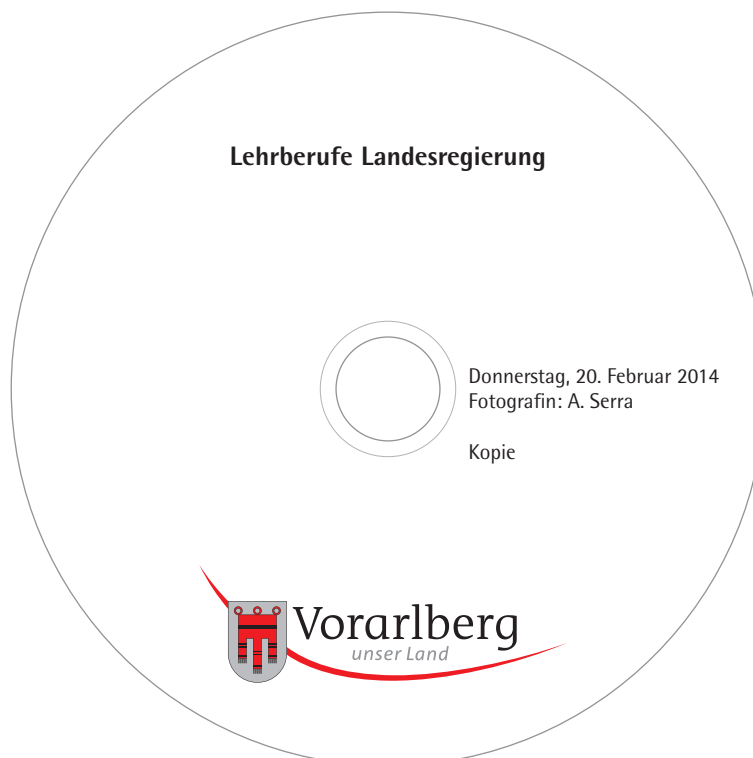 Lehrberufe Landesregierung
Donnerstag, 20. Februar 2014
Fotografin: A. Serra
Kopie
Vorarlberg
unser Land